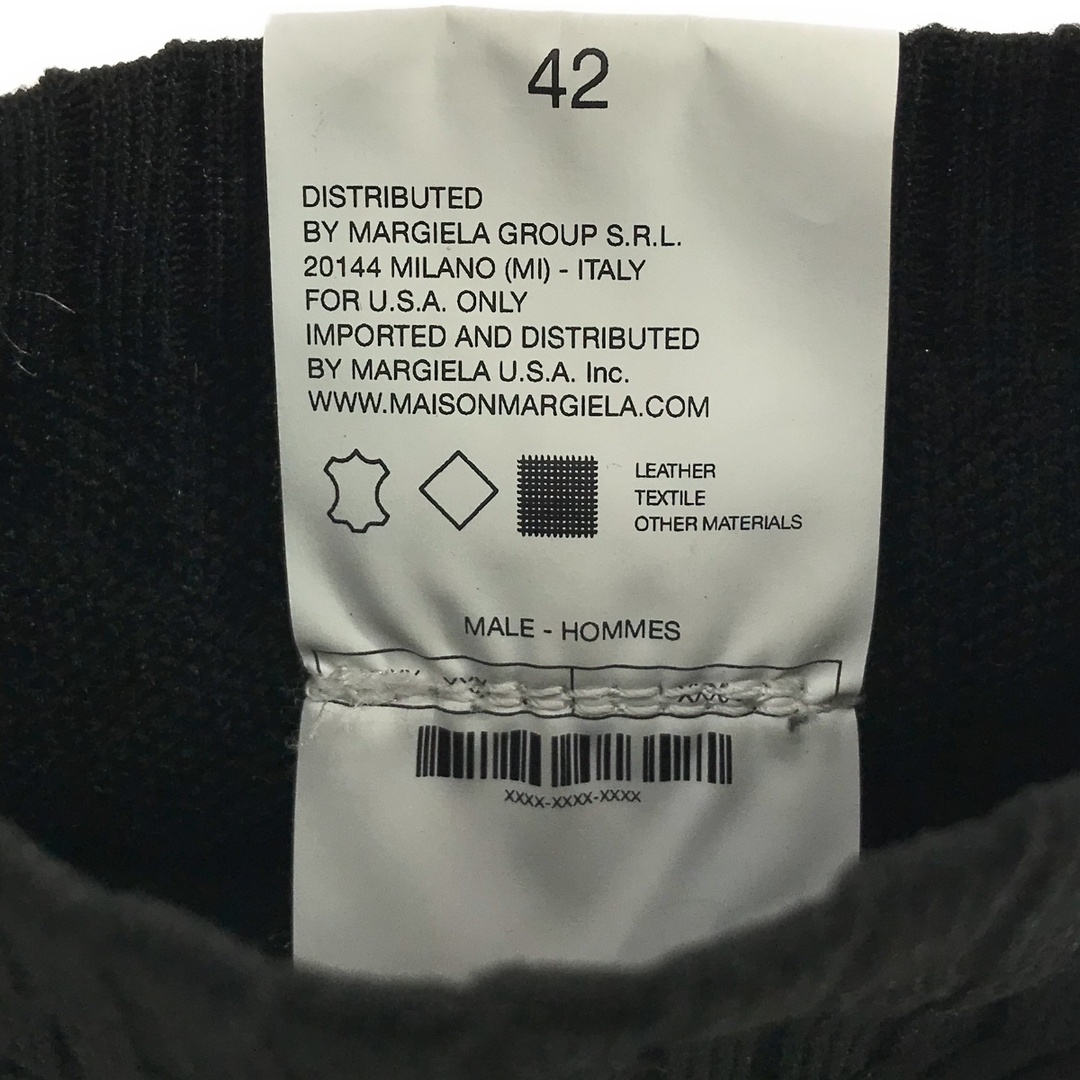 42
DISTRIBUTED
BY MARGIELA GROUP S.R.L.
20144 MILANO (MI) - ITALY
FOR U.S.A. ONLY
IMPORTED AND DISTRIBUTED
BY MARGIELA U.S.A. Inc.
WWW.MAISONMARGIELA.COM
LEATHER
TEXTILE
OTHER MATERIALS
MALE - HOMMES
XXXX-XXXX-XXXX